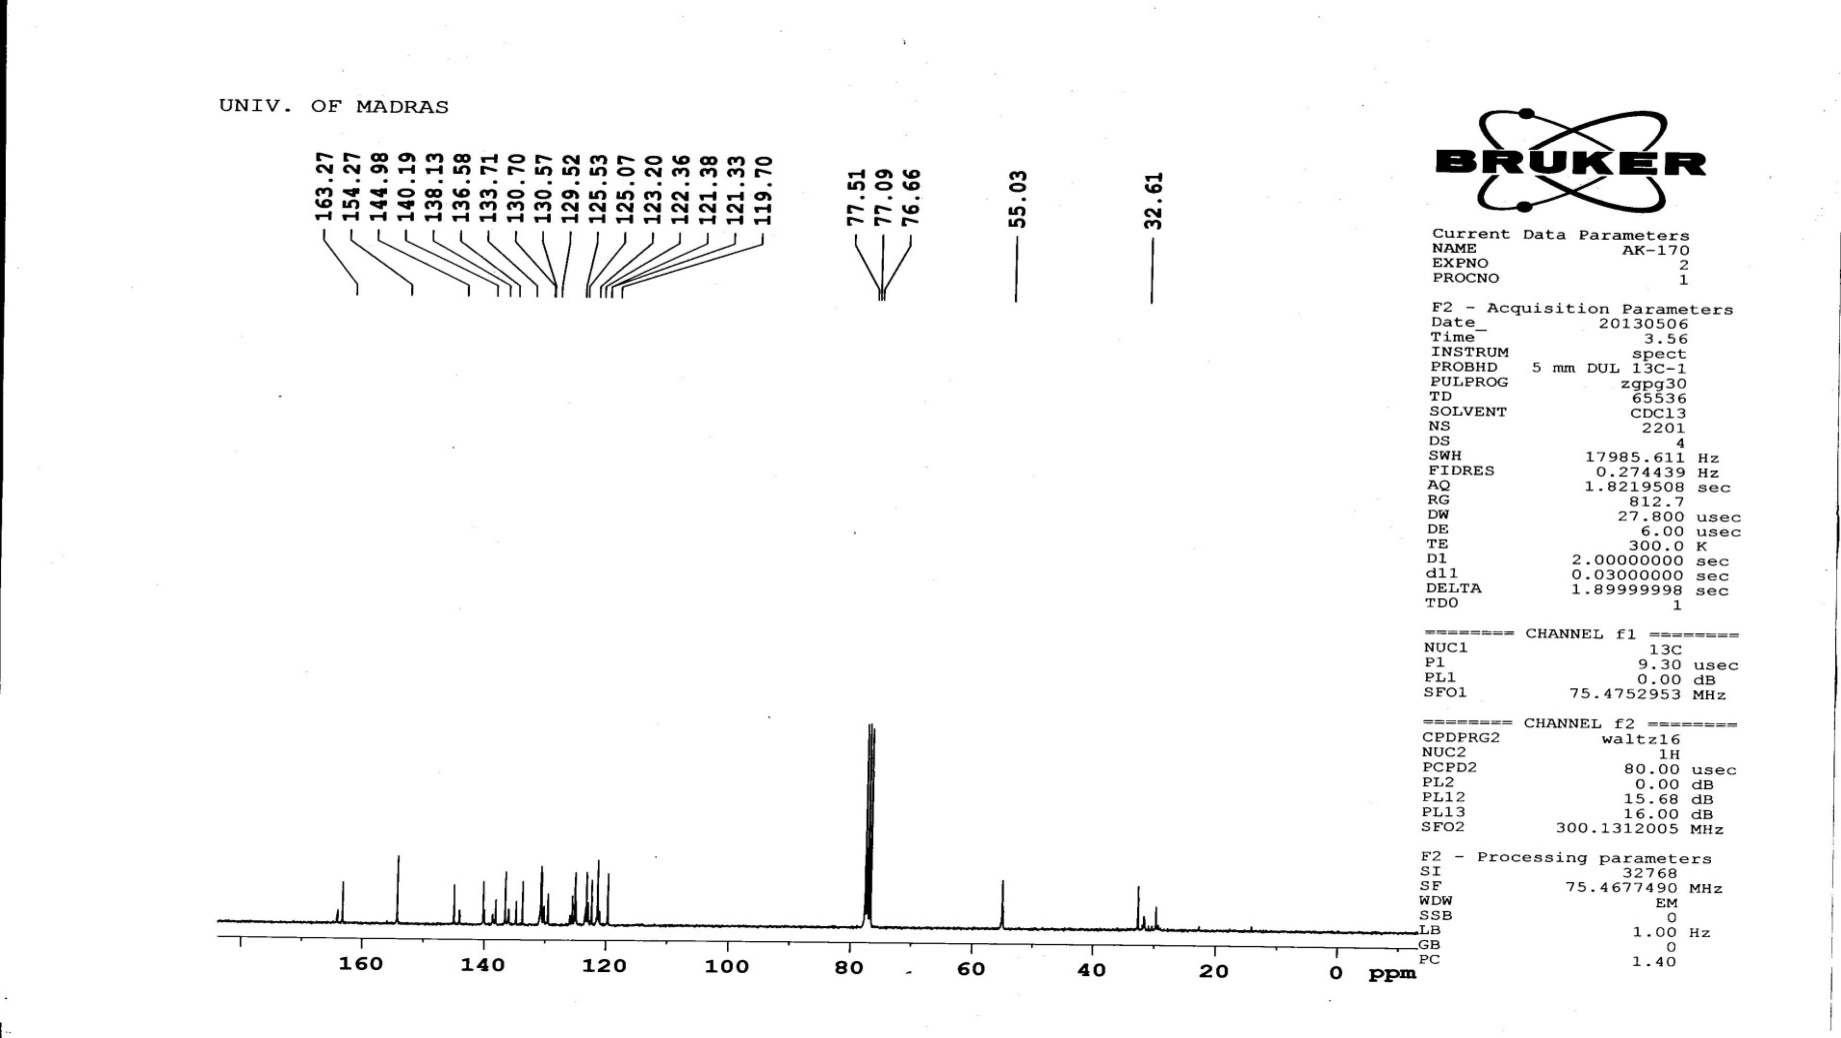 UNIV. OF MADRAS
163.27
154.27
144.98
140.19
138.13
136.58
133.71
130.70
130.57
129.52
125.53
125.07
123.20
122.36
121.38
121.33
119.70
77.51
77.09
76.66
55.03
32.61
160 140 120 100 80 60 40 20 0 ppm
BRUKER
Current Data Parameters
NAME AK-170
EXPNO 2
PROCNO 1
F2 - Acquisition Parameters
Date_ 20130506
Time 3.56
INSTRUM spect
PROBHD 5 mm DUL 13C-1
PULPROG zgpg30
TD 65536
SOLVENT CDCl3
NS 2201
DS 4
SWH 17985.611 Hz
FIDRES 0.274439 Hz
AQ 1.8219508 sec
RG 812.7
DW 27.800 usec
DE 6.00 usec
TE 300.0 K
D1 2.00000000 sec
d11 0.03000000 sec
DELTA 1.89999998 sec
TD0 1
======== CHANNEL f1 ========
NUC1 13C
P1 9.30 usec
PL1 0.00 dB
SFO1 75.4752953 MHz
======== CHANNEL f2 ========
CPDPRG2 waltz16
NUC2 1H
PCPD2 80.00 usec
PL2 0.00 dB
PL12 15.68 dB
PL13 16.00 dB
SFO2 300.1312005 MHz
F2 - Processing parameters
SI 32768
SF 75.4677490 MHz
WDW EM
SSB 0
LB 1.00 Hz
GB 0
PC 1.40